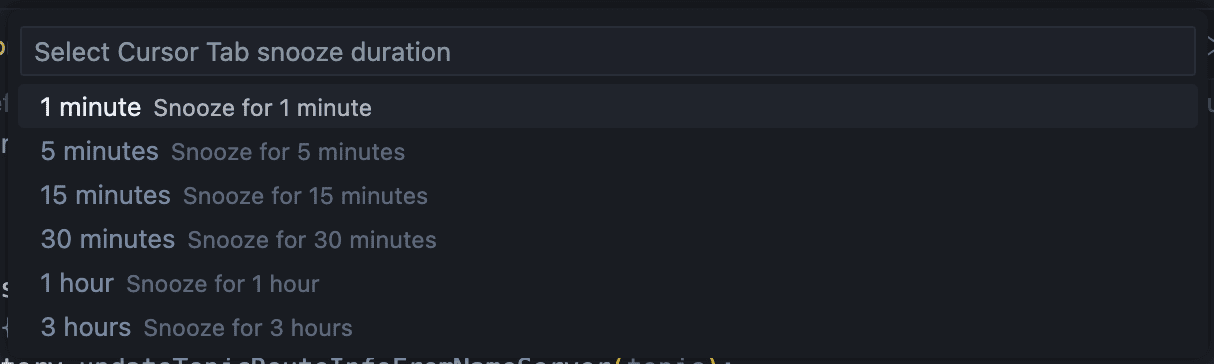 Select Cursor Tab snooze duration
1 minute Snooze for 1 minute
5 minutes Snooze for 5 minutes
15 minutes Snooze for 15 minutes
30 minutes Snooze for 30 minutes
1 hour Snooze for 1 hour
3 hours Snooze for 3 hours